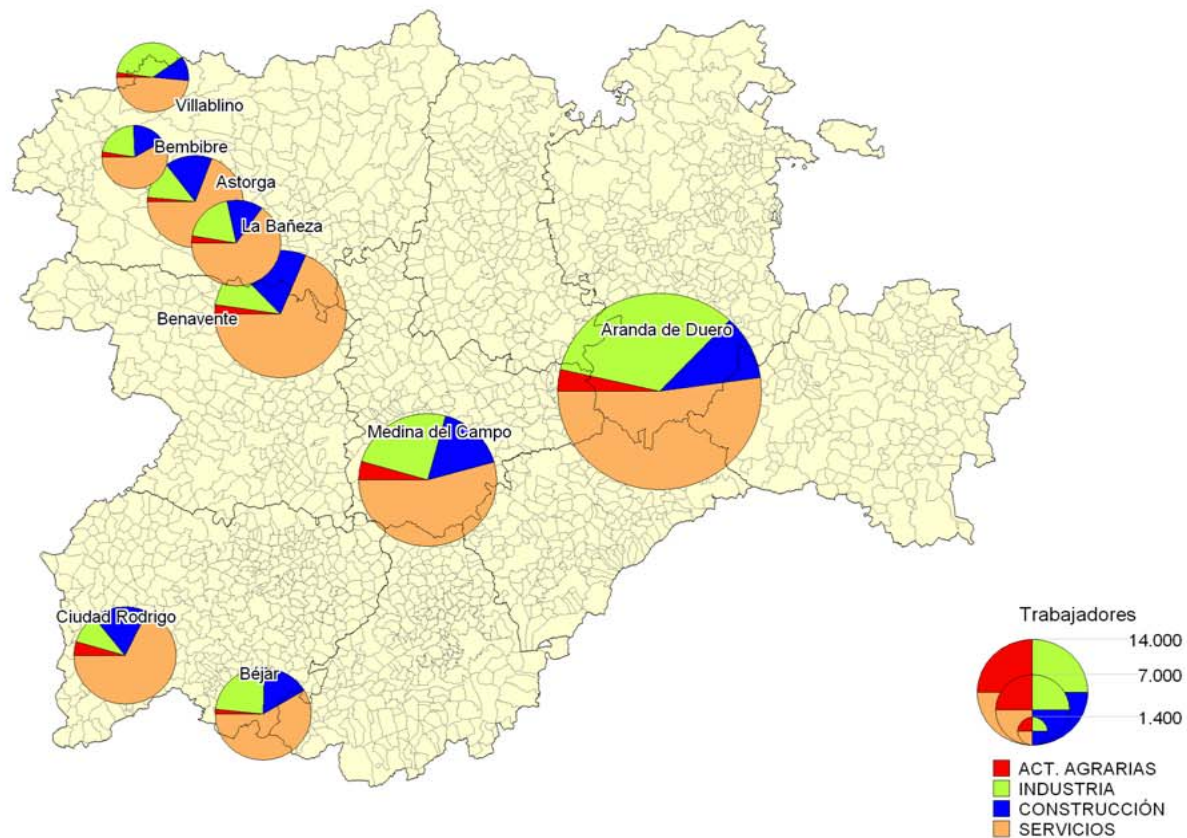 Villablino
Bembibre
Astorga
La Bañeza
Benavente
Aranda de Duero
Medina del Campo
Ciudad Rodrigo
Béjar
Trabajadores
14.000
7.000
1.400
ACT. AGRARIAS
INDUSTRIA
CONSTRUCCIÓN
SERVICIOS